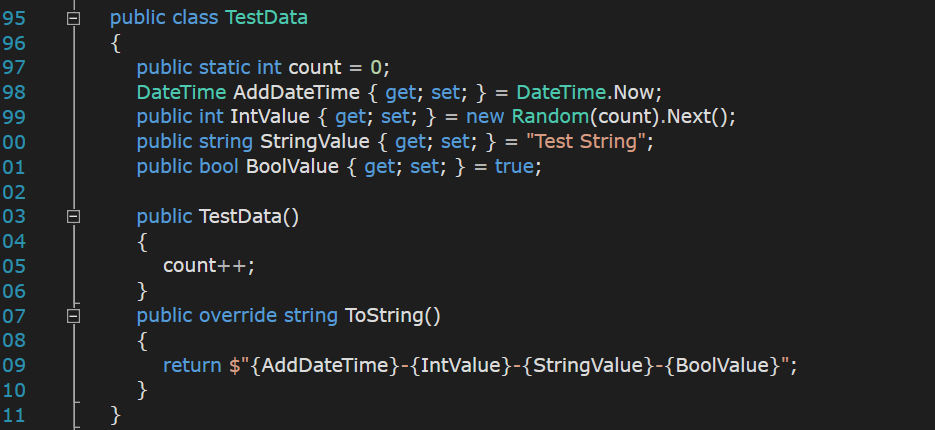 95 public class TestData
96 {
97 public static int count = 0;
98 DateTime AddDateTime { get; set; } = DateTime.Now;
99 public int IntValue { get; set; } = new Random(count).Next();
00 public string StringValue { get; set; } = "Test String";
01 public bool BoolValue { get; set; } = true;
02
03 public TestData()
04 {
05 count++;
06 }
07 public override string ToString()
08 {
09 return $"{AddDateTime}-{IntValue}-{StringValue}-{BoolValue}";
10 }
11 }